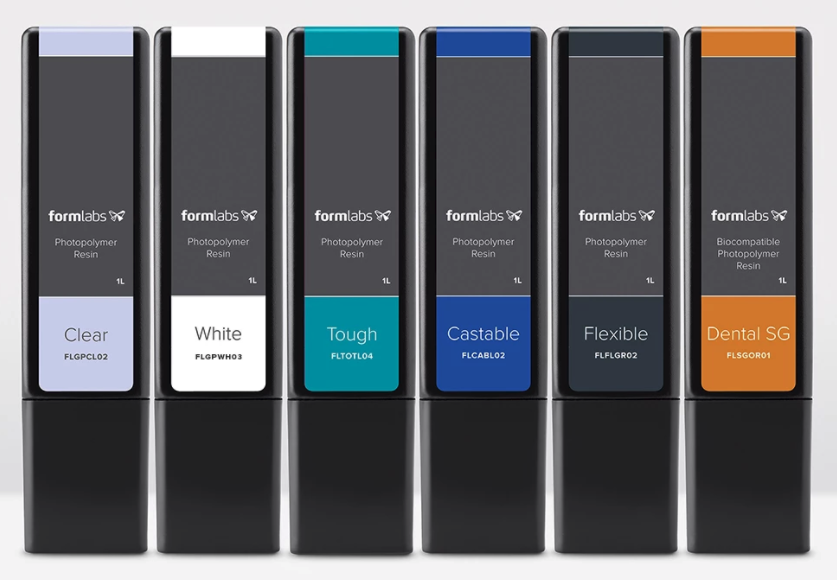 formlabs
Photopolymer
Resin
1L
Clear
FLGPCL02
formlabs
Photopolymer
Resin
1L
White
FLGPWH03
formlabs
Photopolymer
Resin
1L
Tough
FLTOTL04
formlabs
Photopolymer
Resin
1L
Castable
FLCABL02
formlabs
Photopolymer
Resin
1L
Flexible
FLFLGR02
formlabs
Biocompatible
Photopolymer
Resin
1L
Dental SG
FLSGOR01